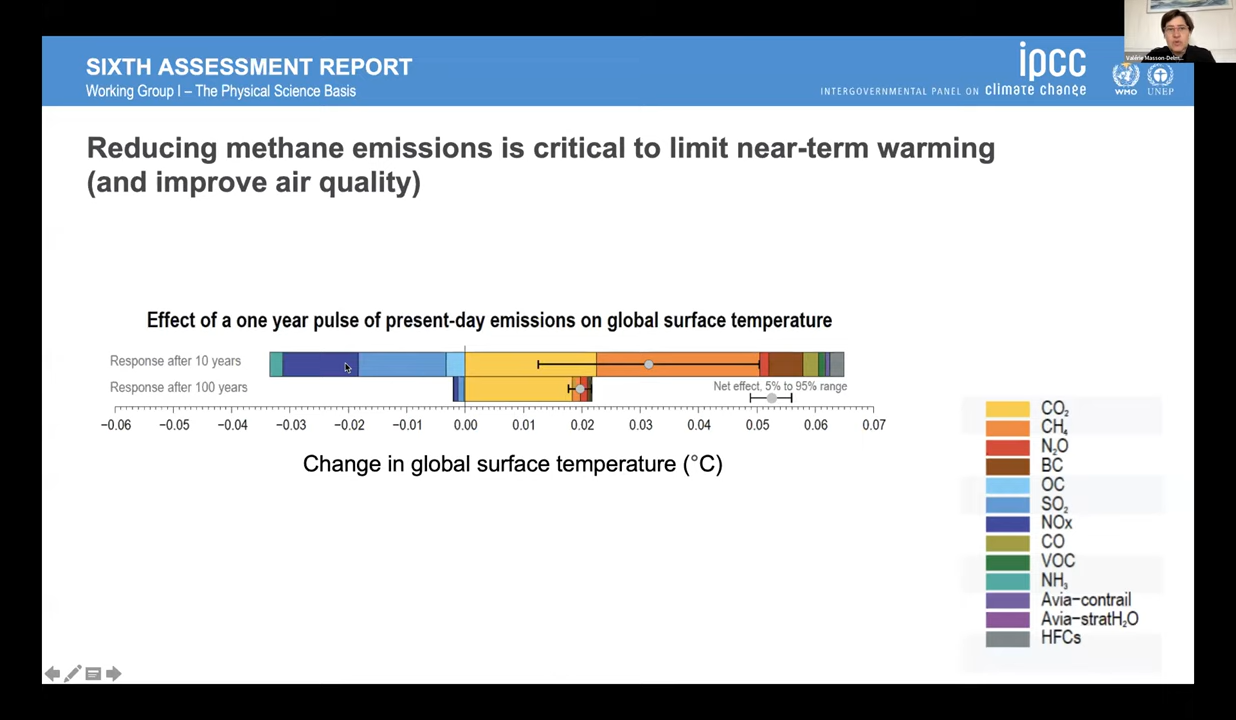 SIXTH ASSESSMENT REPORT
Working Group I – The Physical Science Basis
INTERGOVERNMENTAL PANEL ON climate change
ipcc
WMO
UNEP
Reducing methane emissions is critical to limit near-term warming
(and improve air quality)
Effect of a one year pulse of present-day emissions on global surface temperature
Response after 10 years
Response after 100 years
Net effect, 5% to 95% range
−0.06 −0.05 −0.04 −0.03 −0.02 −0.01 0.00 0.01 0.02 0.03 0.04 0.05 0.06 0.07
Change in global surface temperature (°C)
CO₂
CH₄
N₂O
BC
OC
SO₂
NOx
CO
VOC
NH₃
Avia−contrail
Avia−stratH₂O
HFCs